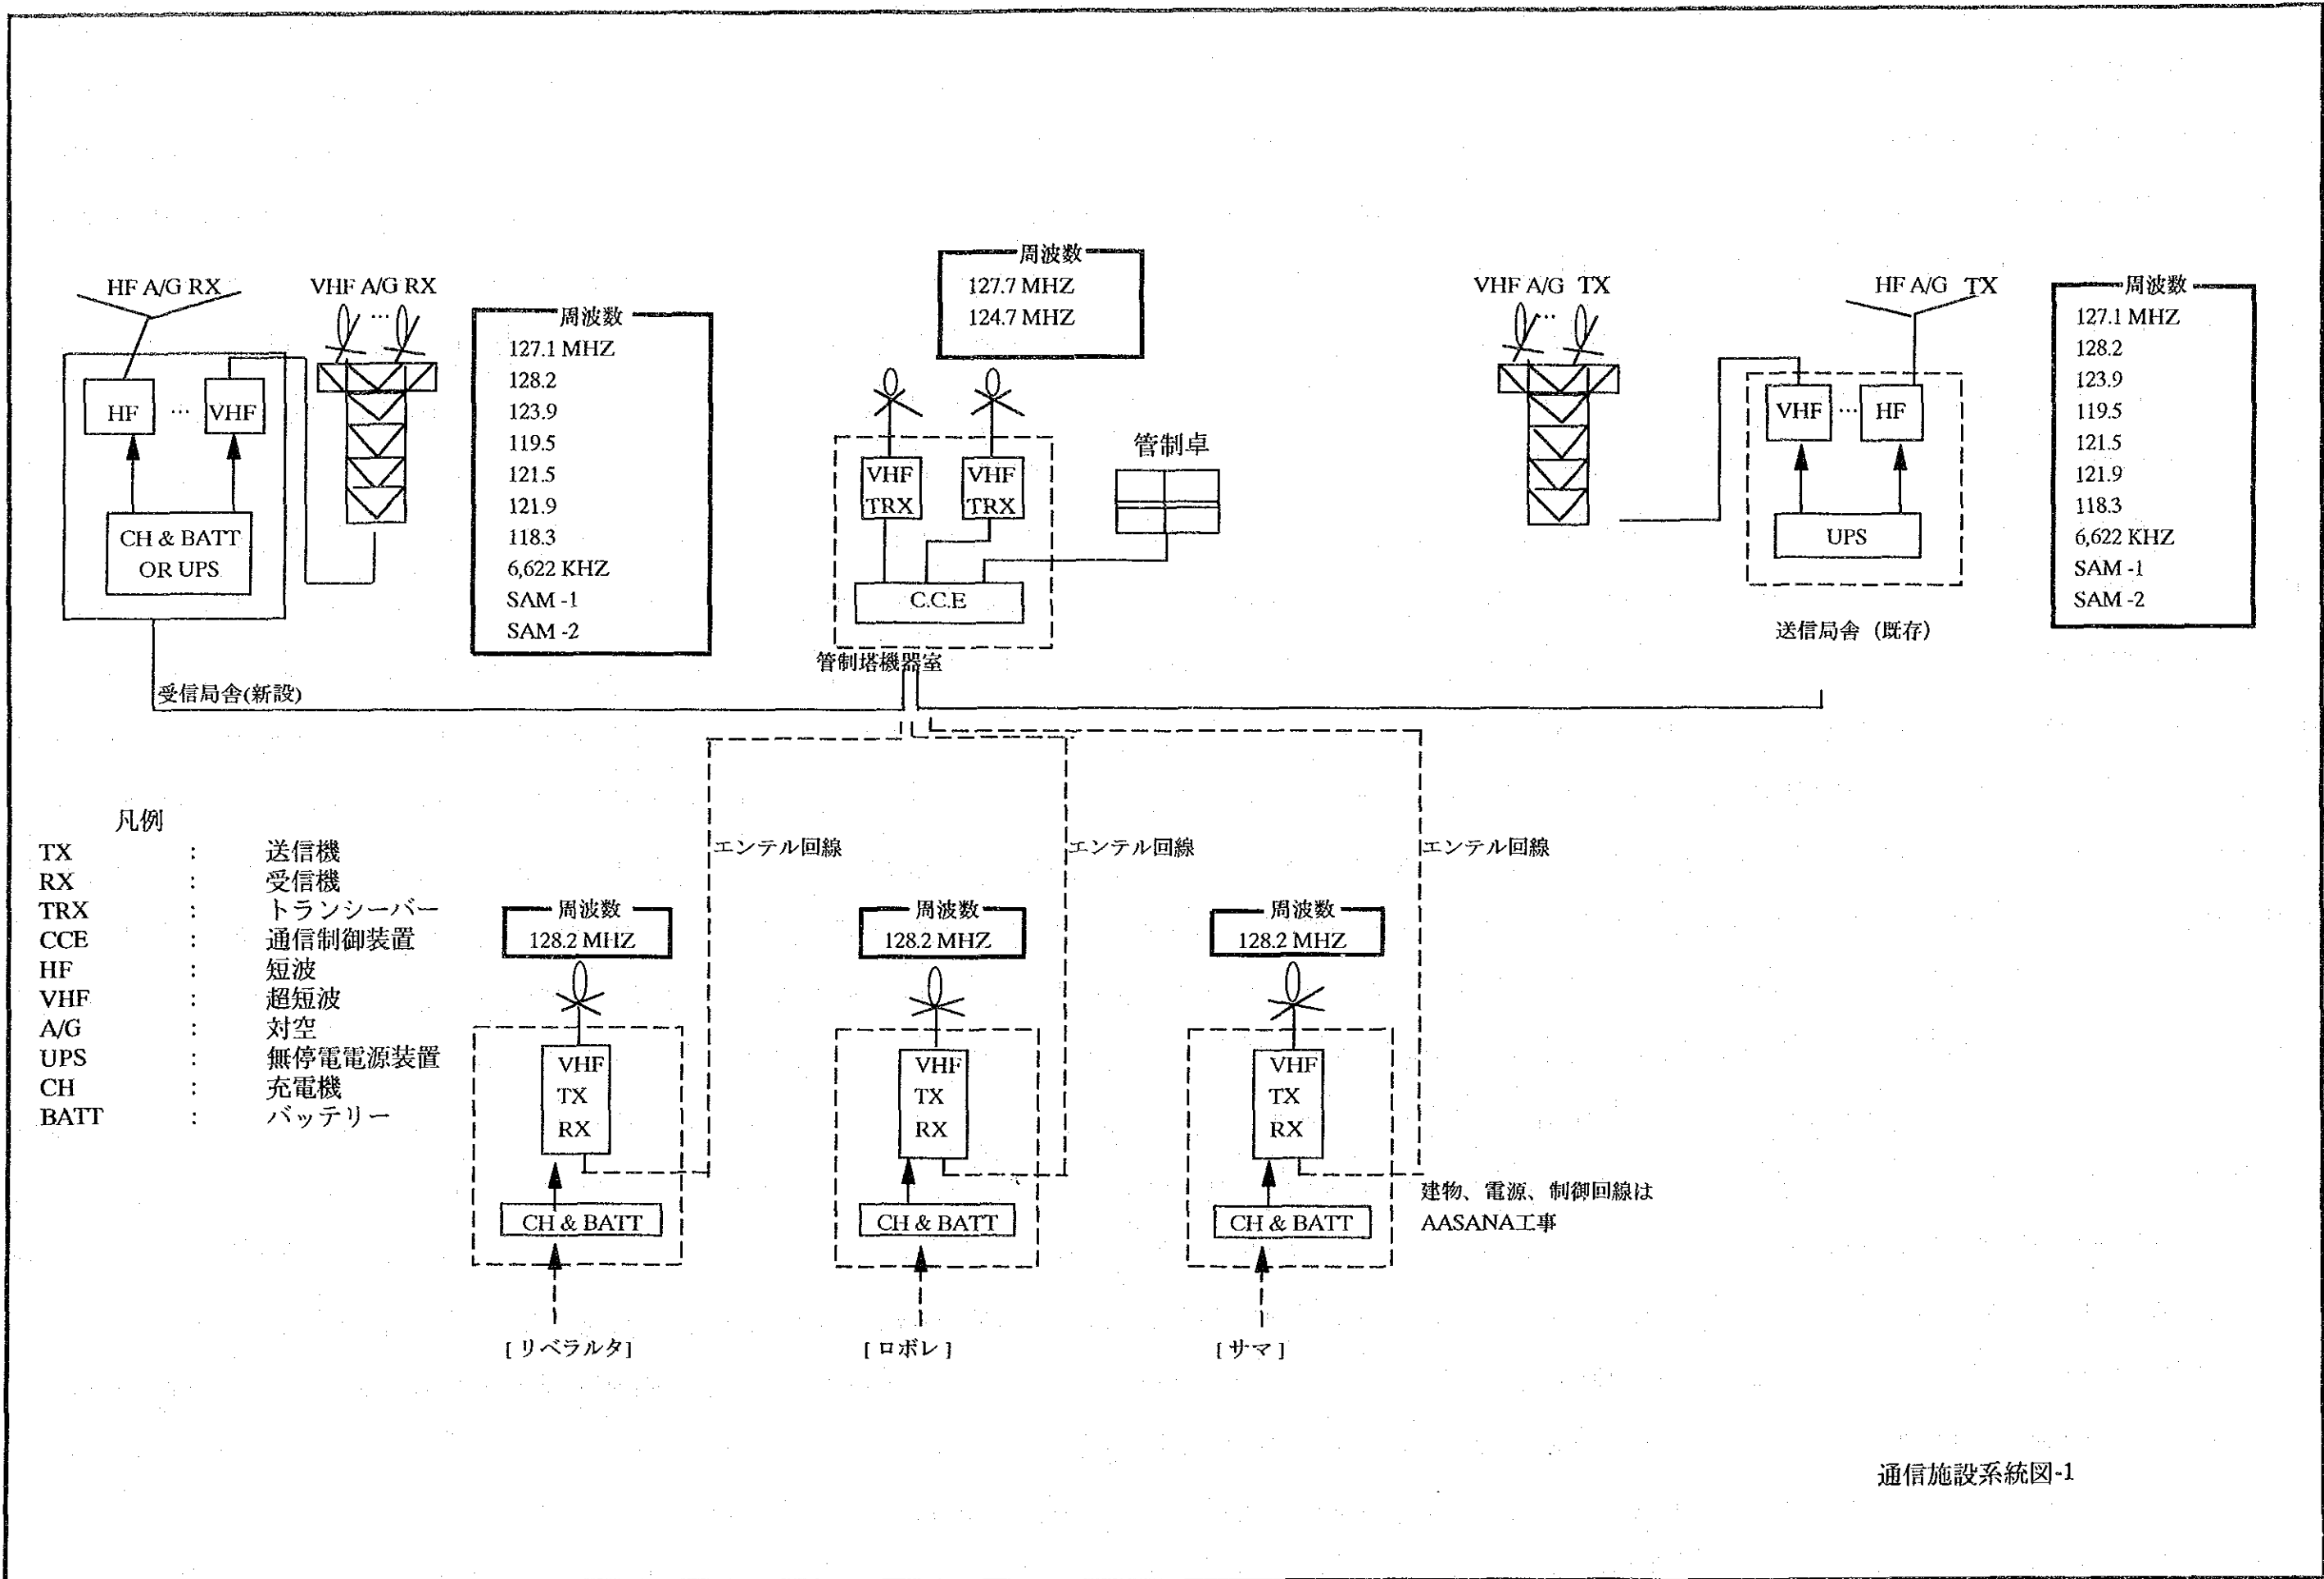 HF A/G RX
VHF A/G RX
周波数
127.1 MHZ
128.2
123.9
119.5
121.5
121.9
118.3
6,622 KHZ
SAM -1
SAM -2
HF
…
VHF
…
CH & BATT
OR UPS
受信局舎(新設)
周波数
127.7 MHZ
124.7 MHZ
VHF
TRX
VHF
TRX
C.C.E
管制卓
管制塔機器室
VHF A/G TX
…
HF A/G TX
VHF
…
HF
UPS
送信局舎 (既存)
周波数
127.1 MHZ
128.2
123.9
119.5
121.5
121.9
118.3
6,622 KHZ
SAM -1
SAM -2
凡例
TX : 送信機
RX : 受信機
TRX : トランシーバー
CCE : 通信制御装置
HF : 短波
VHF : 超短波
A/G : 対空
UPS : 無停電電源装置
CH : 充電機
BATT : バッテリー
エンテル回線
周波数
128.2 MHZ
VHF
TX
RX
CH & BATT
[ リベラルタ]
エンテル回線
周波数
128.2 MHZ
VHF
TX
RX
CH & BATT
[ ロボレ ]
エンテル回線
周波数
128.2 MHZ
VHF
TX
RX
CH & BATT
[ サマ ]
建物、電源、制御回線は
AASANA工事
通信施設系統図-1